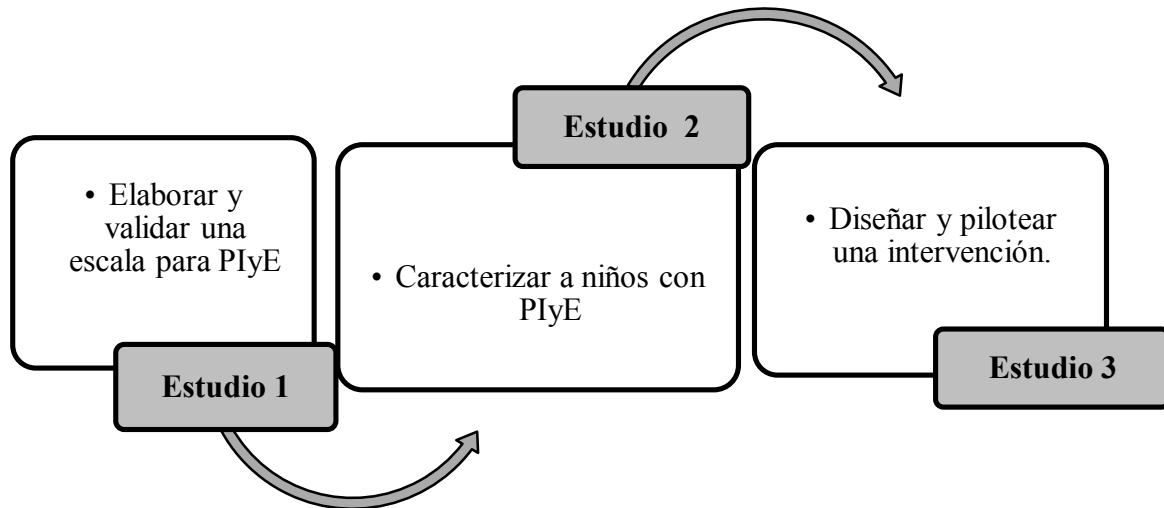 • Elaborar y
validar una
escala para PIyE
Estudio 1
Estudio 2
• Caracterizar a niños con
PIyE
• Diseñar y pilotear
una intervención.
Estudio 3